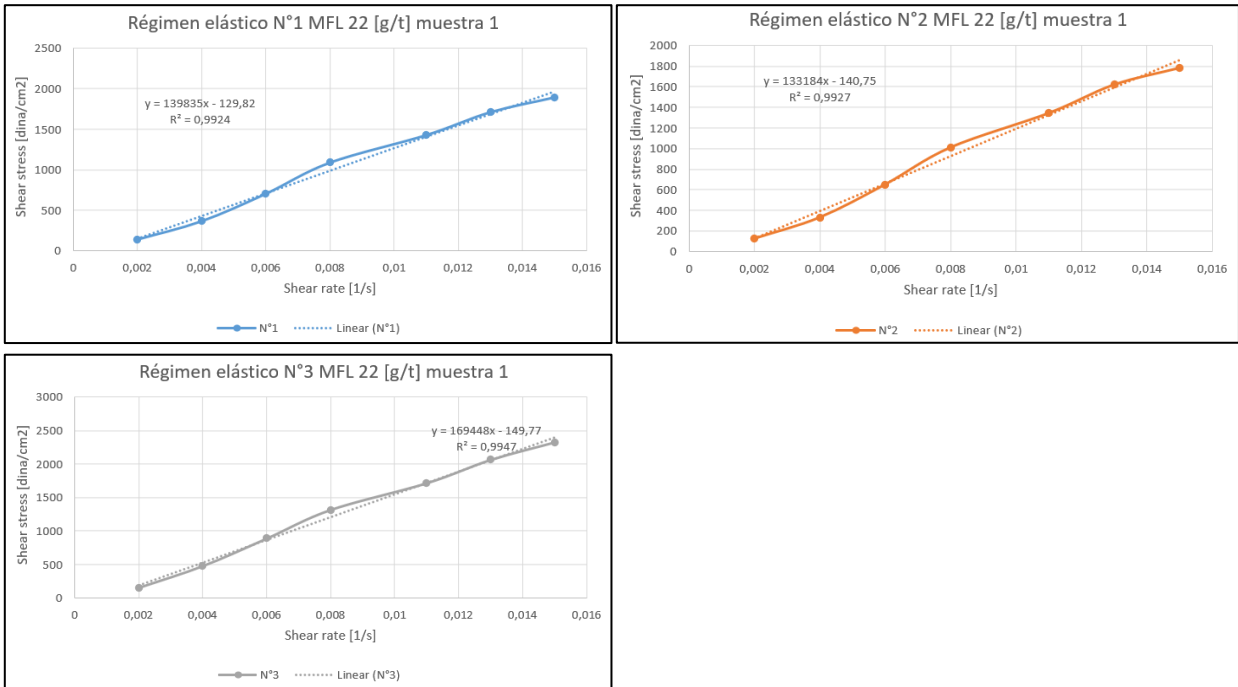 Régimen elástico N°1 MFL 22 [g/t] muestra 1
2500
2000
1500
1000
500
0
y = 139835x - 129,82
R² = 0,9924
Shear stress [dina/cm2]
0 0,002 0,004 0,006 0,008 0,01 0,012 0,014 0,016
Shear rate [1/s]
N°1 Linear (N°1)
Régimen elástico N°2 MFL 22 [g/t] muestra 1
2000
1800
1600
1400
1200
1000
800
600
400
200
0
y = 133184x - 140,75
R² = 0,9927
Shear stress [dina/cm2]
0 0,002 0,004 0,006 0,008 0,01 0,012 0,014 0,016
Shear rate [1/s]
N°2 Linear (N°2)
Régimen elástico N°3 MFL 22 [g/t] muestra 1
3000
2500
2000
1500
1000
500
0
y = 169448x - 149,77
R² = 0,9947
Shear stress [dina/cm2]
0 0,002 0,004 0,006 0,008 0,01 0,012 0,014 0,016
Shear rate [1/s]
N°3 Linear (N°3)